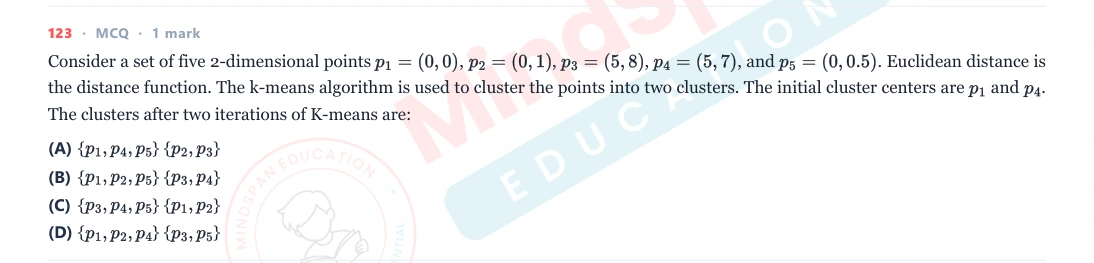 123 · MCQ · 1 mark
Consider a set of five 2-dimensional points p₁ = (0, 0), p₂ = (0, 1), p₃ = (5, 8), p₄ = (5, 7), and p₅ = (0, 0.5). Euclidean distance is
the distance function. The k-means algorithm is used to cluster the points into two clusters. The initial cluster centers are p₁ and p₄.
The clusters after two iterations of K-means are:
(A) {p₁, p₄, p₅} {p₂, p₃}
(B) {p₁, p₂, p₅} {p₃, p₄}
(C) {p₃, p₄, p₅} {p₁, p₂}
(D) {p₁, p₂, p₄} {p₃, p₅}
MindSp
EDUCATION
MINDSPAN EDUCATION